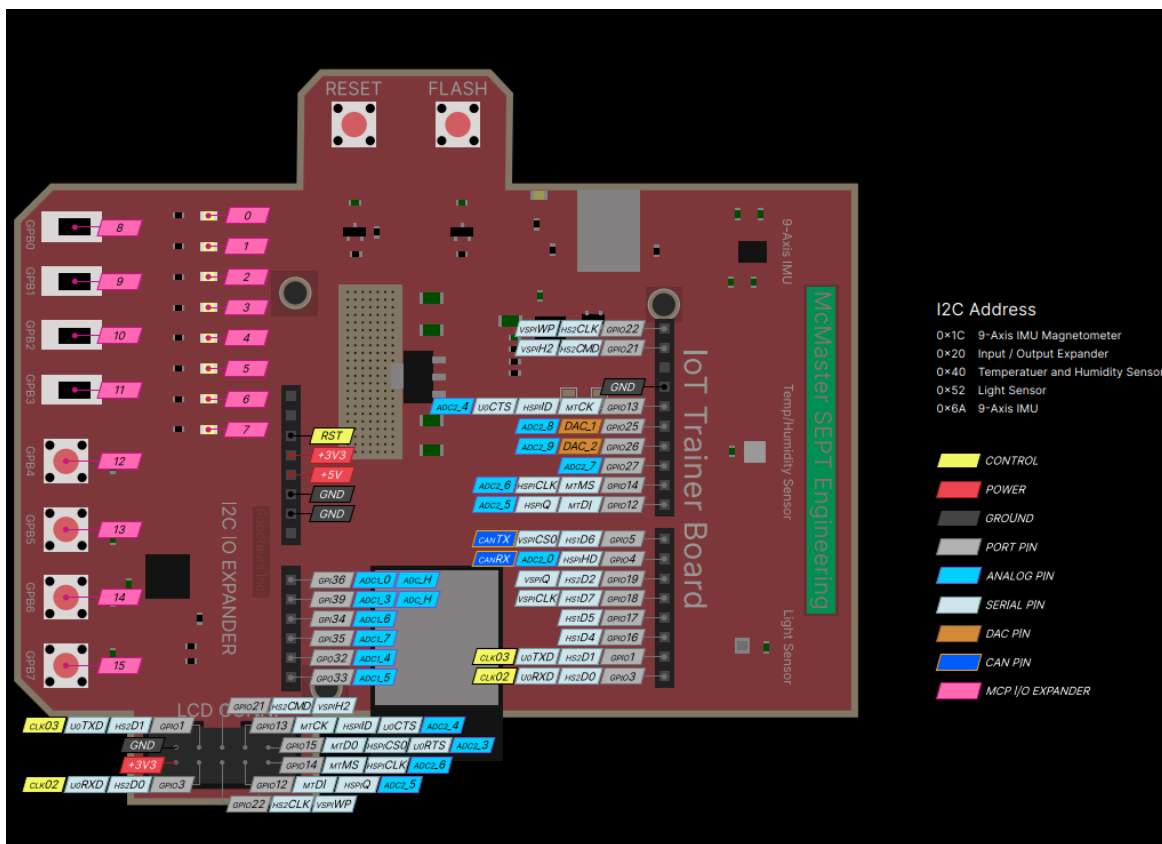 RESET FLASH
GPB0 8 0
1
GPB1 9 2
3
GPB2 10 4
5
GPB3 11 6
7
GPB4 12
GPB5 13
GPB6 14
GPB7 15
I2C IO EXPANDER
RST
+3V3
+5V
GND
GND
GPI36 ADC1_0 ADC_H
GPI39 ADC1_3 ADC_H
GPI34 ADC1_6
GPI35 ADC1_7
GPO32 ADC1_4
GPO33 ADC1_5
VSPIWP HS2CLK GPIO22
VSPIH2 HS2CMD GPIO21
GND
ADC2_4 U0CTS HSPIID MTCK GPIO13
ADC2_8 DAC_1 GPIO25
ADC2_9 DAC_2 GPIO26
ADC2_7 GPIO27
ADC2_6 HSPICLK MTMS GPIO14
ADC2_5 HSPIQ MTDI GPIO12
CANTX VSPICS0 HS1D6 GPIO5
CANRX ADC2_0 HSPIHD GPIO4
VSPIQ HS2D2 GPIO19
VSPICLK HS1D7 GPIO18
HS1D5 GPIO17
HS1D4 GPIO16
CLK03 U0TXD HS2D1 GPIO1
CLK02 U0RXD HS2D0 GPIO3
IoT Trainer Board
9-Axis IMU
Temp/Humidity Sensor
Light Sensor
McMaster SEPT Engineering
LCD
GPIO21 HS2CMD VSPIH2
CLK03 U0TXD HS2D1 GPIO1
GPIO13 MTCK HSPIID U0CTS ADC2_4
GND
GPIO15 MTD0 HSPICS0 U0RTS ADC2_3
+3V3
GPIO14 MTMS HSPICLK ADC2_6
CLK02 U0RXD HS2D0 GPIO3
GPIO12 MTDI HSPIQ ADC2_5
GPIO22 HS2CLK VSPIWP
I2C Address
0×1C 9-Axis IMU Magnetometer
0×20 Input / Output Expander
0×40 Temperatuer and Humidity Sensor
0×52 Light Sensor
0×6A 9-Axis IMU
CONTROL
POWER
GROUND
PORT PIN
ANALOG PIN
SERIAL PIN
DAC PIN
CAN PIN
MCP I/O EXPANDER